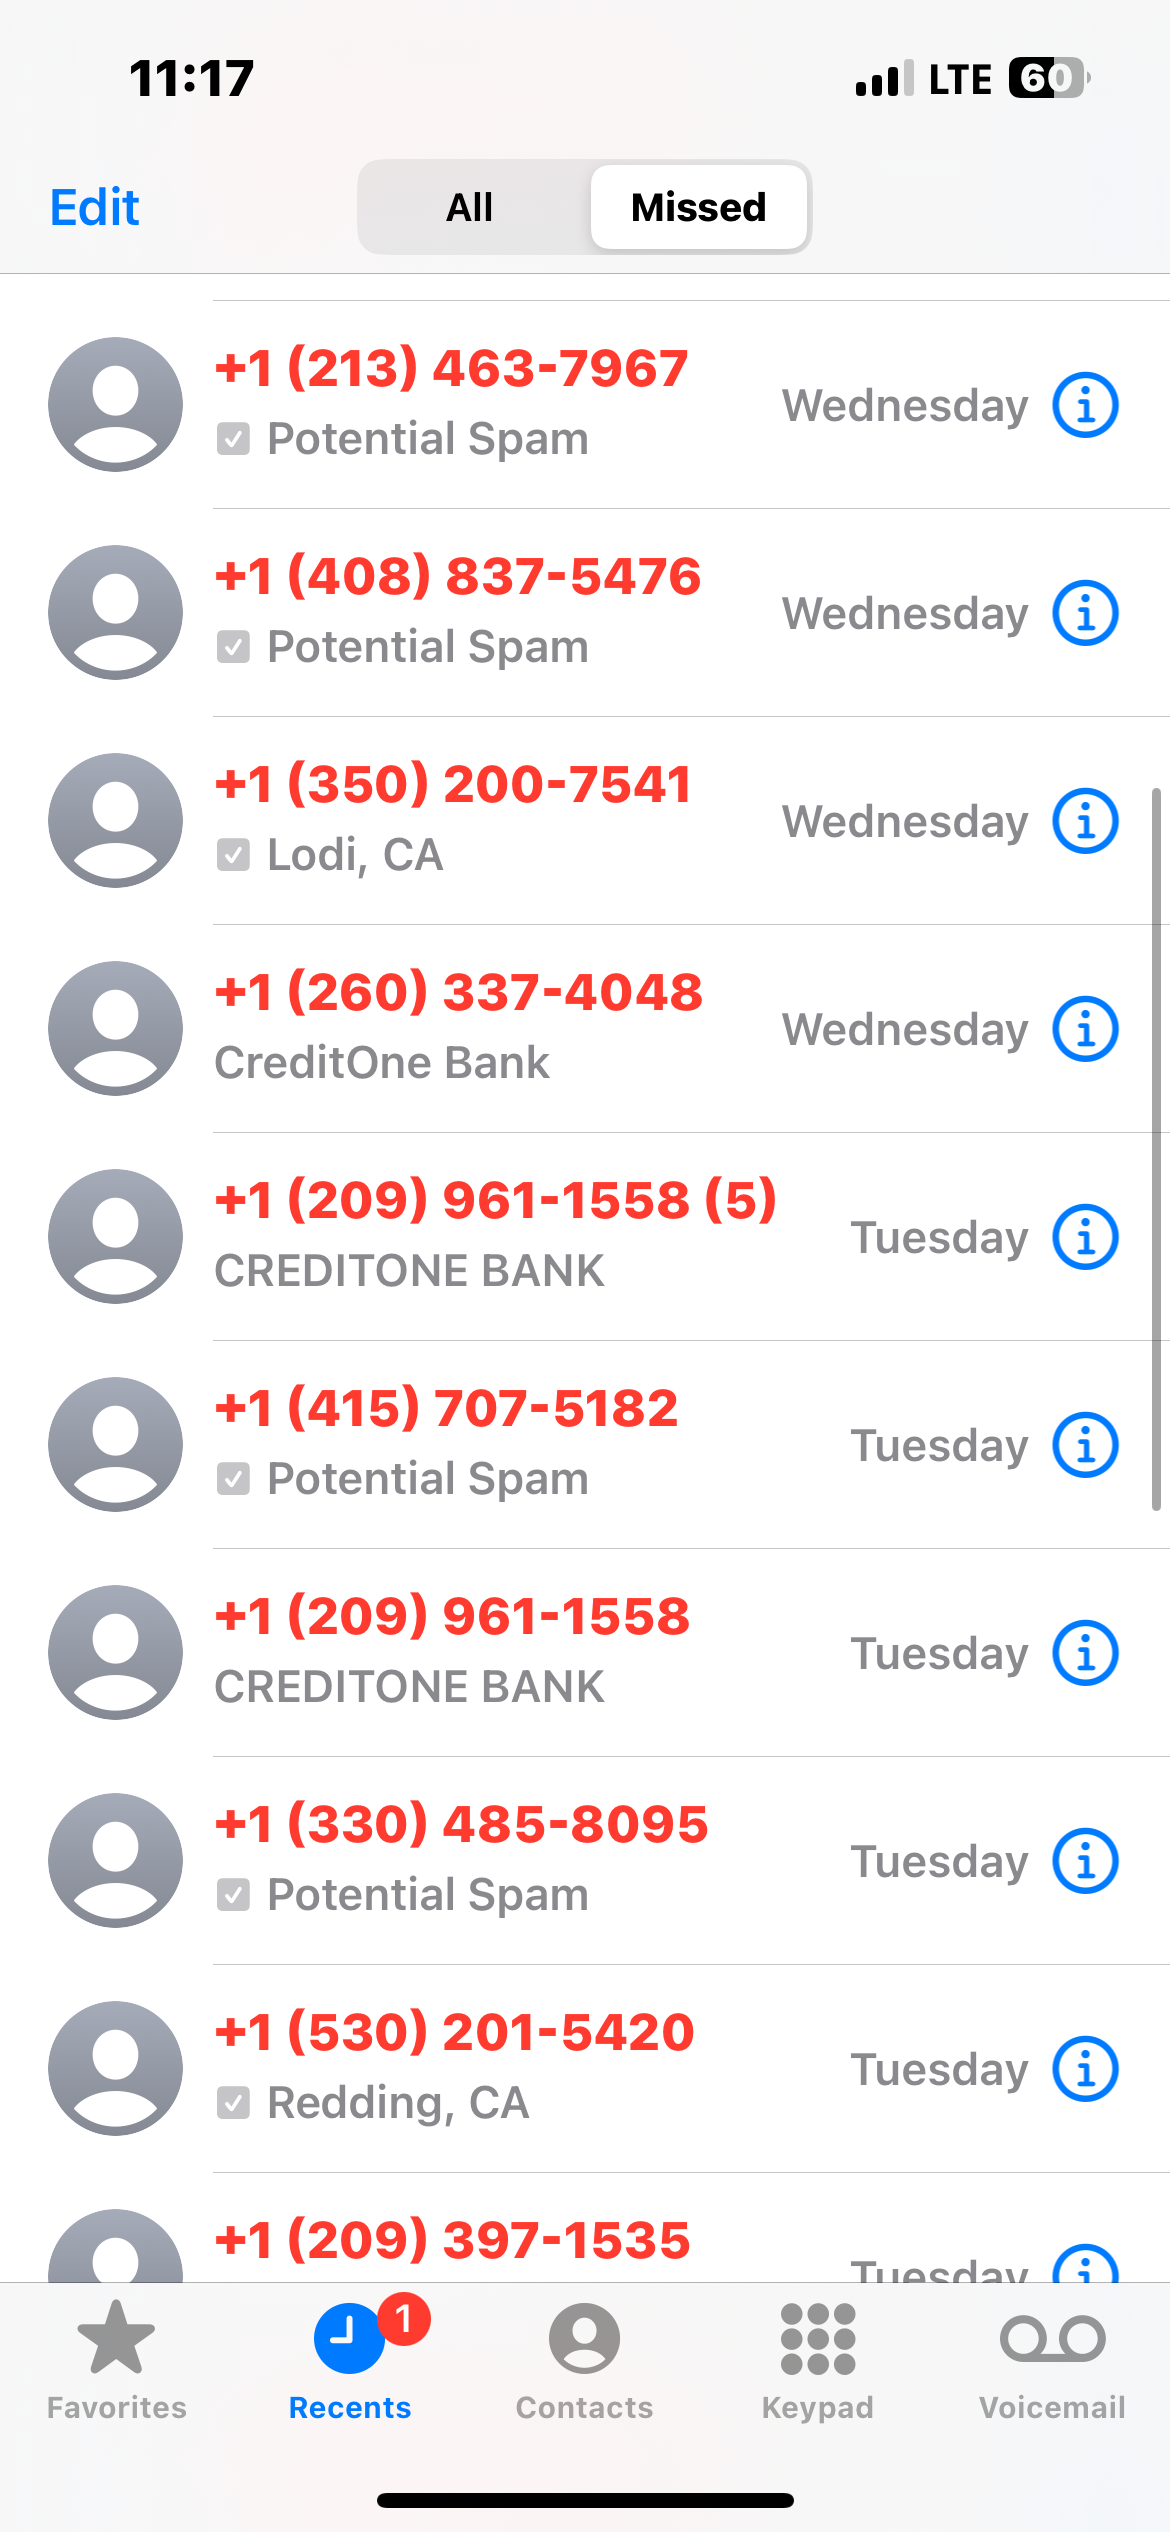 11:17
LTE 60
Edit
All Missed
+1 (213) 463-7967
Potential Spam
Wednesday
+1 (408) 837-5476
Potential Spam
Wednesday
+1 (350) 200-7541
Lodi, CA
Wednesday
+1 (260) 337-4048
CreditOne Bank
Wednesday
+1 (209) 961-1558 (5)
CREDITONE BANK
Tuesday
+1 (415) 707-5182
Potential Spam
Tuesday
+1 (209) 961-1558
CREDITONE BANK
Tuesday
+1 (330) 485-8095
Potential Spam
Tuesday
+1 (530) 201-5420
Redding, CA
Tuesday
+1 (209) 397-1535
Tuesday
1
Favorites Recents Contacts Keypad Voicemail